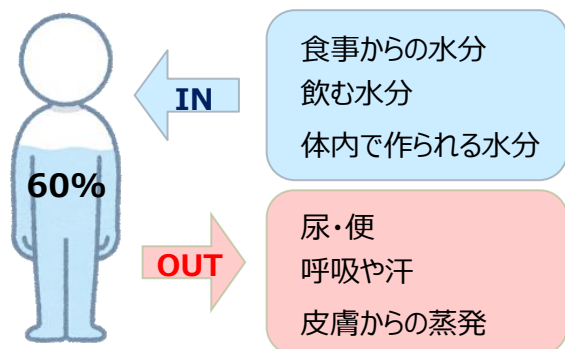 食事からの水分
IN
飲む水分
体内で作られる水分
60%
尿・便
OUT
呼吸や汗
皮膚からの蒸発